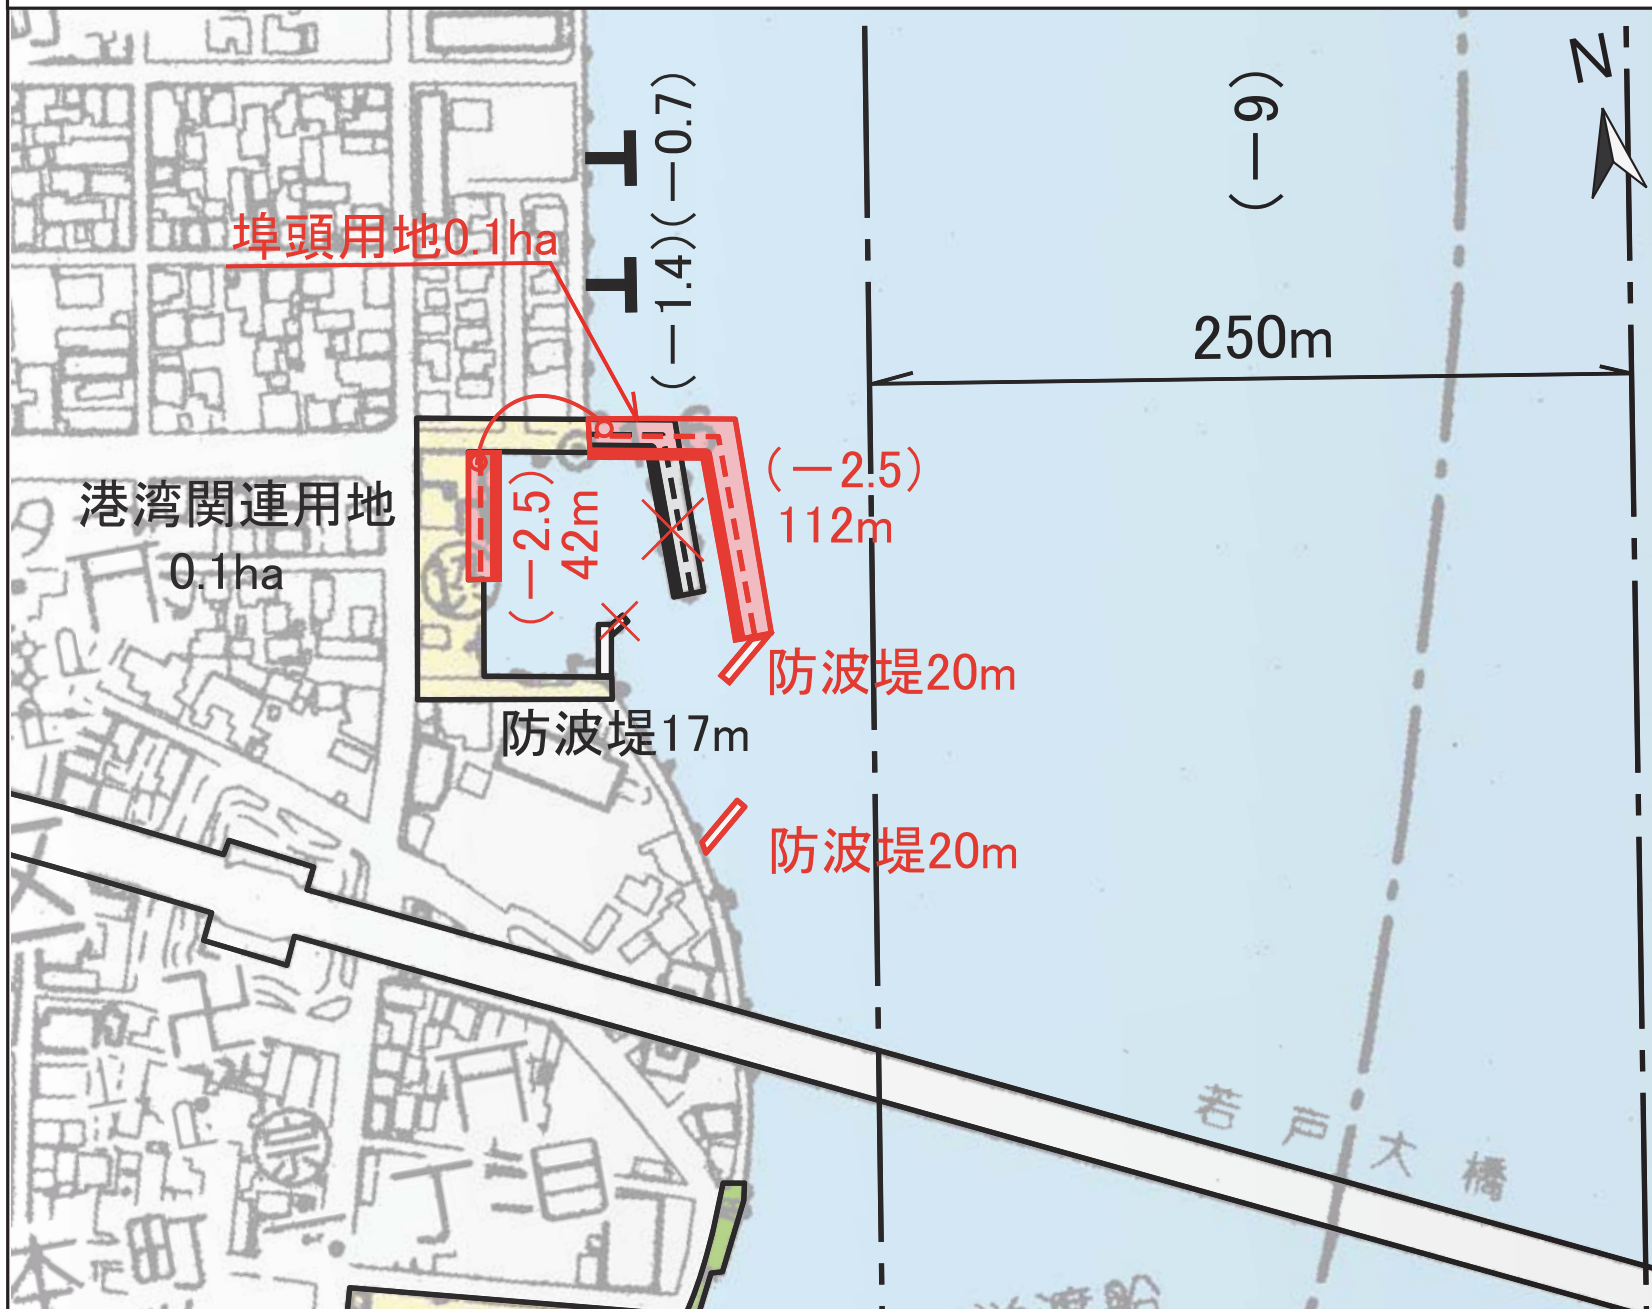 N
(－0.7)
(－9)
埠頭用地0.1ha
(－1.4)
250m
(－2.5)
112m
港湾関連用地
0.1ha
(－2.5)
42m
防波堤20m
防波堤17m
防波堤20m
若戸大橋
本